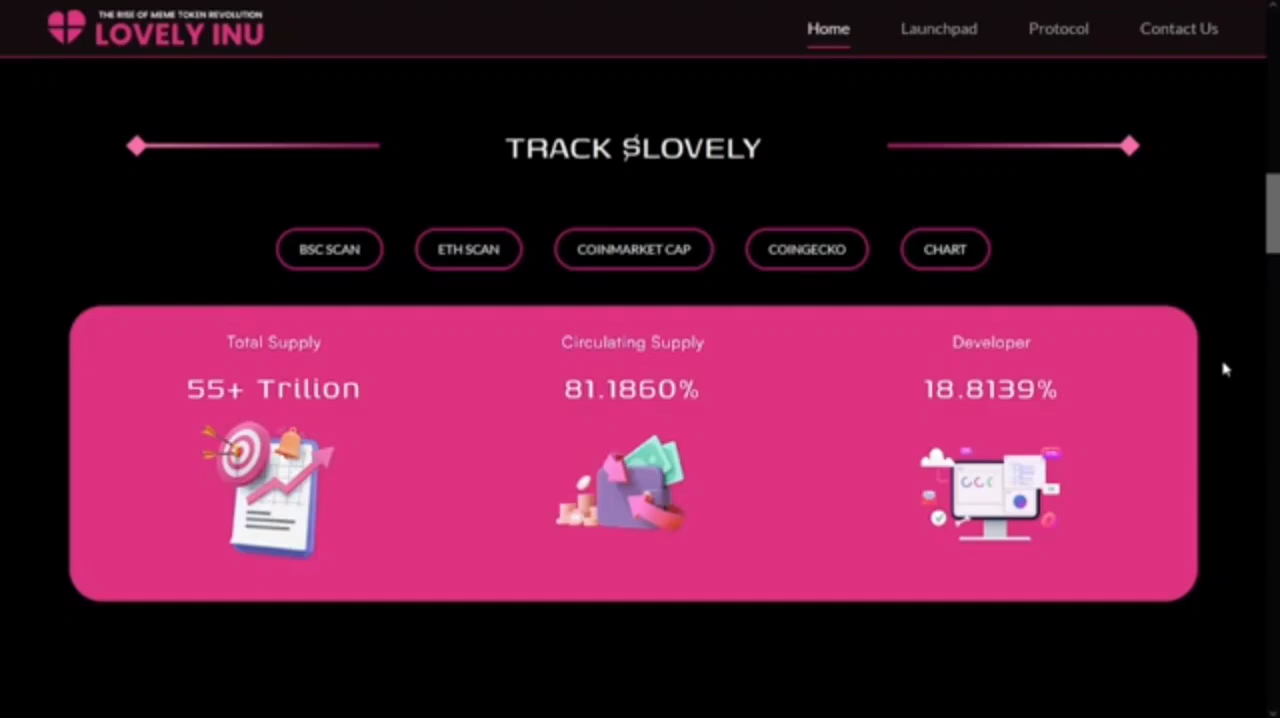 THE RISE OF MEME TOKEN REVOLUTION
LOVELY INU
Home Launchpad Protocol Contact Us
TRACK $LOVELY
BSC SCAN ETH SCAN COINMARKET CAP COINGECKO CHART
Total Supply Circulating Supply Developer
55+ Trilion 81.1860% 18.8139%